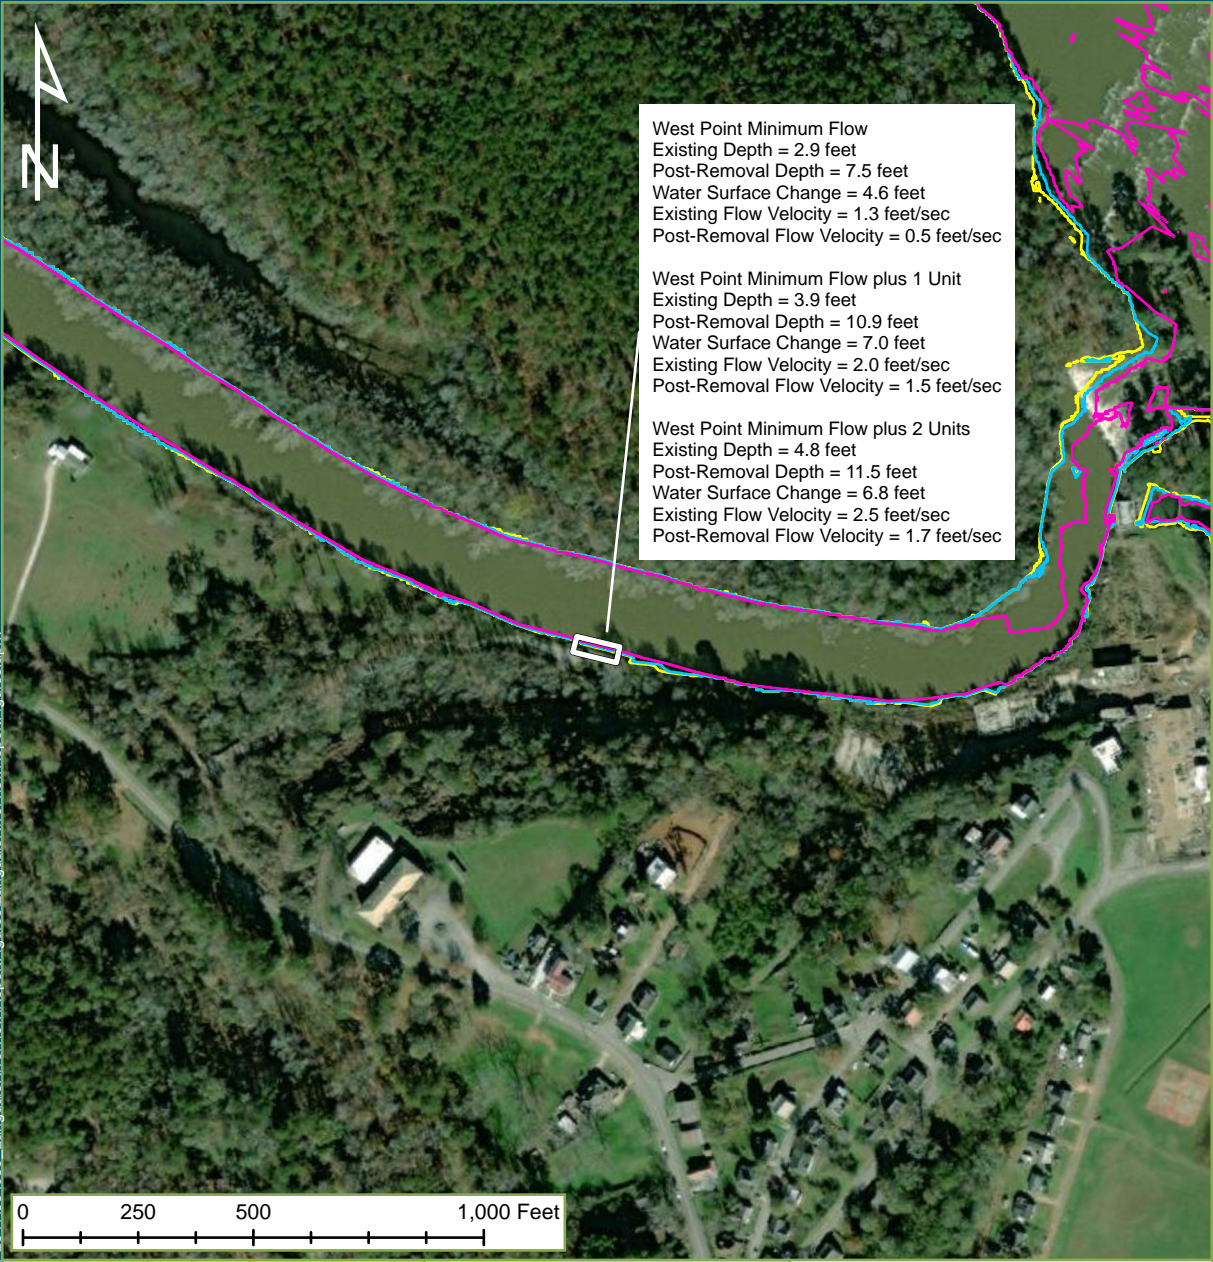 N
West Point Minimum Flow
Existing Depth = 2.9 feet
Post-Removal Depth = 7.5 feet
Water Surface Change = 4.6 feet
Existing Flow Velocity = 1.3 feet/sec
Post-Removal Flow Velocity = 0.5 feet/sec
West Point Minimum Flow plus 1 Unit
Existing Depth = 3.9 feet
Post-Removal Depth = 10.9 feet
Water Surface Change = 7.0 feet
Existing Flow Velocity = 2.0 feet/sec
Post-Removal Flow Velocity = 1.5 feet/sec
West Point Minimum Flow plus 2 Units
Existing Depth = 4.8 feet
Post-Removal Depth = 11.5 feet
Water Surface Change = 6.8 feet
Existing Flow Velocity = 2.5 feet/sec
Post-Removal Flow Velocity = 1.7 feet/sec
0 250 500 1,000 Feet